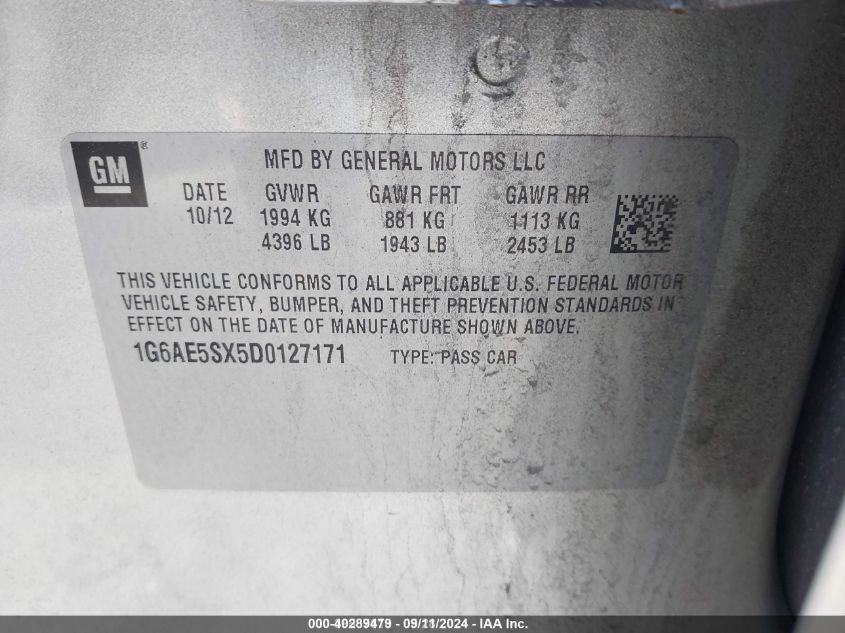 GM ®
MFD BY GENERAL MOTORS LLC
DATE GVWR GAWR FRT GAWR RR
10/12 1994 KG 881 KG 1113 KG
4396 LB 1943 LB 2453 LB
THIS VEHICLE CONFORMS TO ALL APPLICABLE U.S. FEDERAL MOTOR
VEHICLE SAFETY, BUMPER, AND THEFT PREVENTION STANDARDS IN
EFFECT ON THE DATE OF MANUFACTURE SHOWN ABOVE.
1G6AE5SX5D0127171 TYPE: PASS CAR
000-40289479 - 09/11/2024 - IAA Inc.